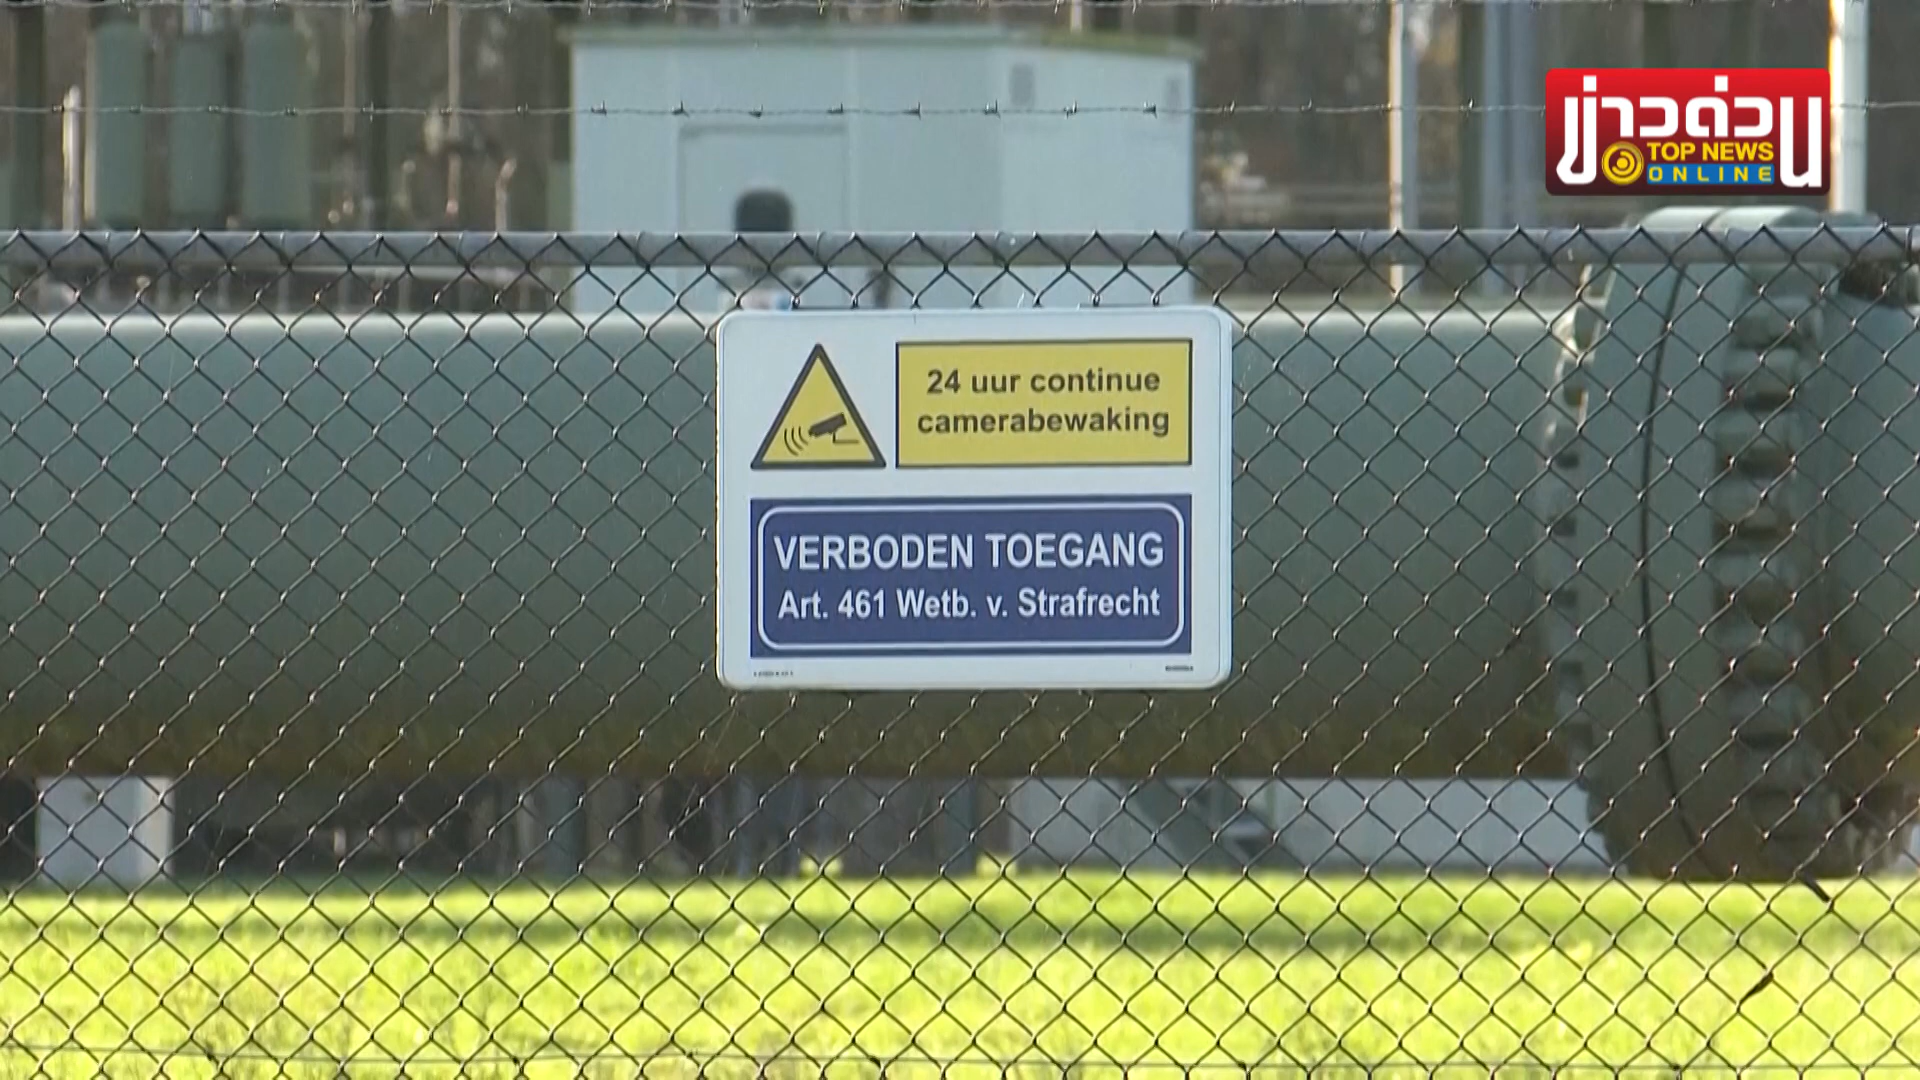 ข่าวด่วน
TOP NEWS
ONLINE
24 uur continue
camerabewaking
VERBODEN TOEGANG
Art. 461 Wetb. v. Strafrecht